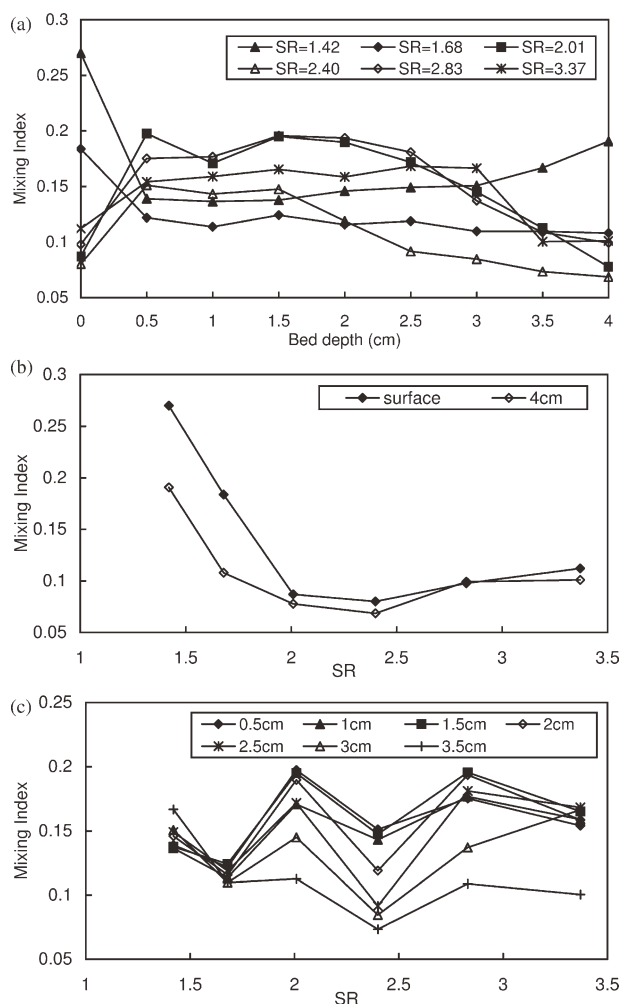 (a)
0.3
0.25
0.2
0.15
0.1
0.05
Mixing Index
SR=1.42 SR=1.68 SR=2.01
SR=2.40 SR=2.83 SR=3.37
0 0.5 1 1.5 2 2.5 3 3.5 4
Bed depth (cm)
(b)
0.3
0.25
0.2
0.15
0.1
0.05
Mixing Index
surface 4cm
1 1.5 2 2.5 3 3.5
SR
(c)
0.25
0.2
0.15
0.1
0.05
Mixing Index
0.5cm 1cm 1.5cm 2cm
2.5cm 3cm 3.5cm
1 1.5 2 2.5 3 3.5
SR